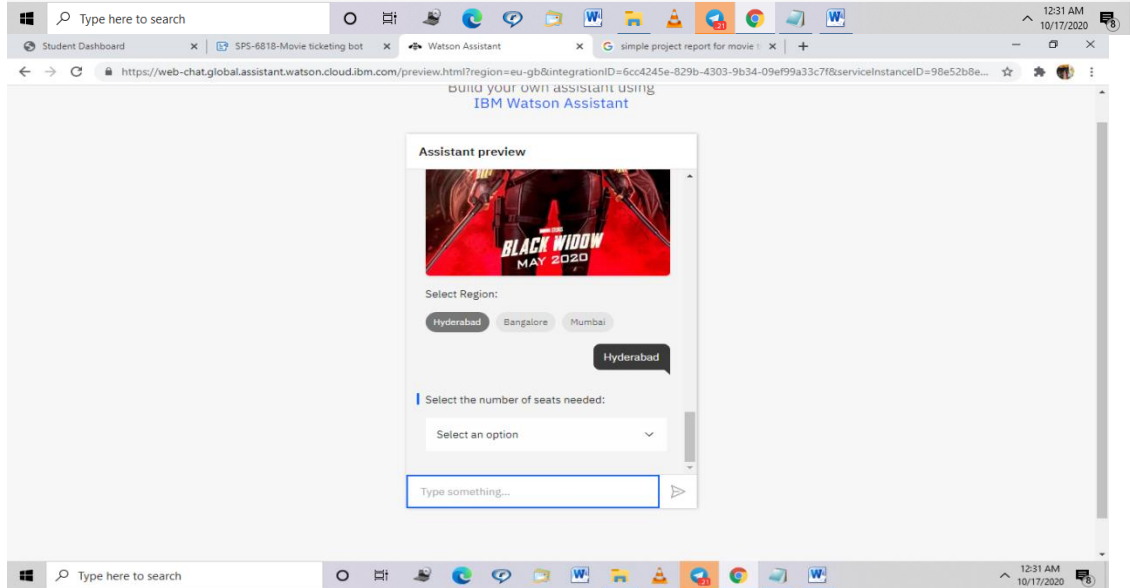 Type here to search
12:31 AM
10/17/2020
8
21
Student Dashboard
SPS-6818-Movie ticketing bot
Watson Assistant
simple project report for movie t
https://web-chat.global.assistant.watson.cloud.ibm.com/preview.html?region=eu-gb&integrationID=6cc4245e-829b-4303-9b34-09ef99a33c7f&serviceInstanceID=98e52b8e...
Build your own assistant using
IBM Watson Assistant
Assistant preview
BLACK WIDOW
MAY 2020
Select Region:
Hyderabad Bangalore Mumbai
Hyderabad
Select the number of seats needed:
Select an option
Type something...
Type here to search
21
12:31 AM
10/17/2020
8